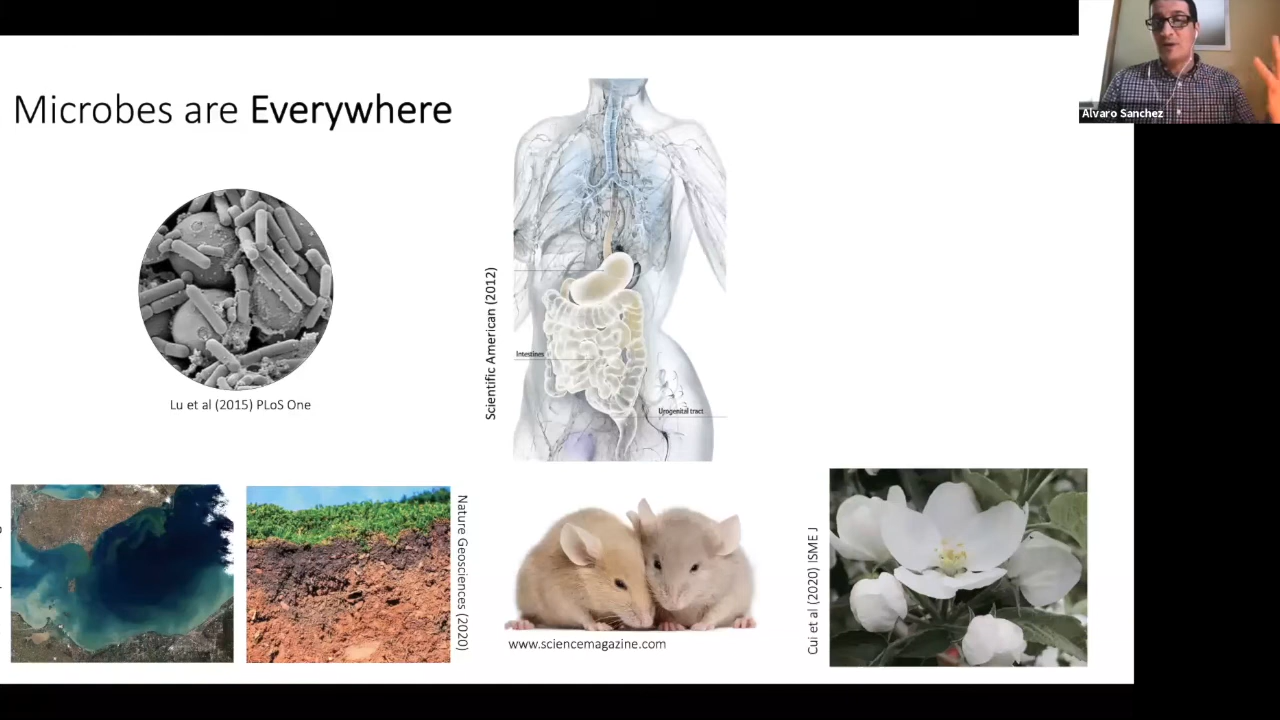 Microbes are Everywhere
Alvaro Sanchez
Lu et al (2015) PLoS One
Scientific American (2012)
Intestines
Urogenital tract
Nature Geosciences (2020)
www.sciencemagazine.com
Cui et al (2020) ISME J